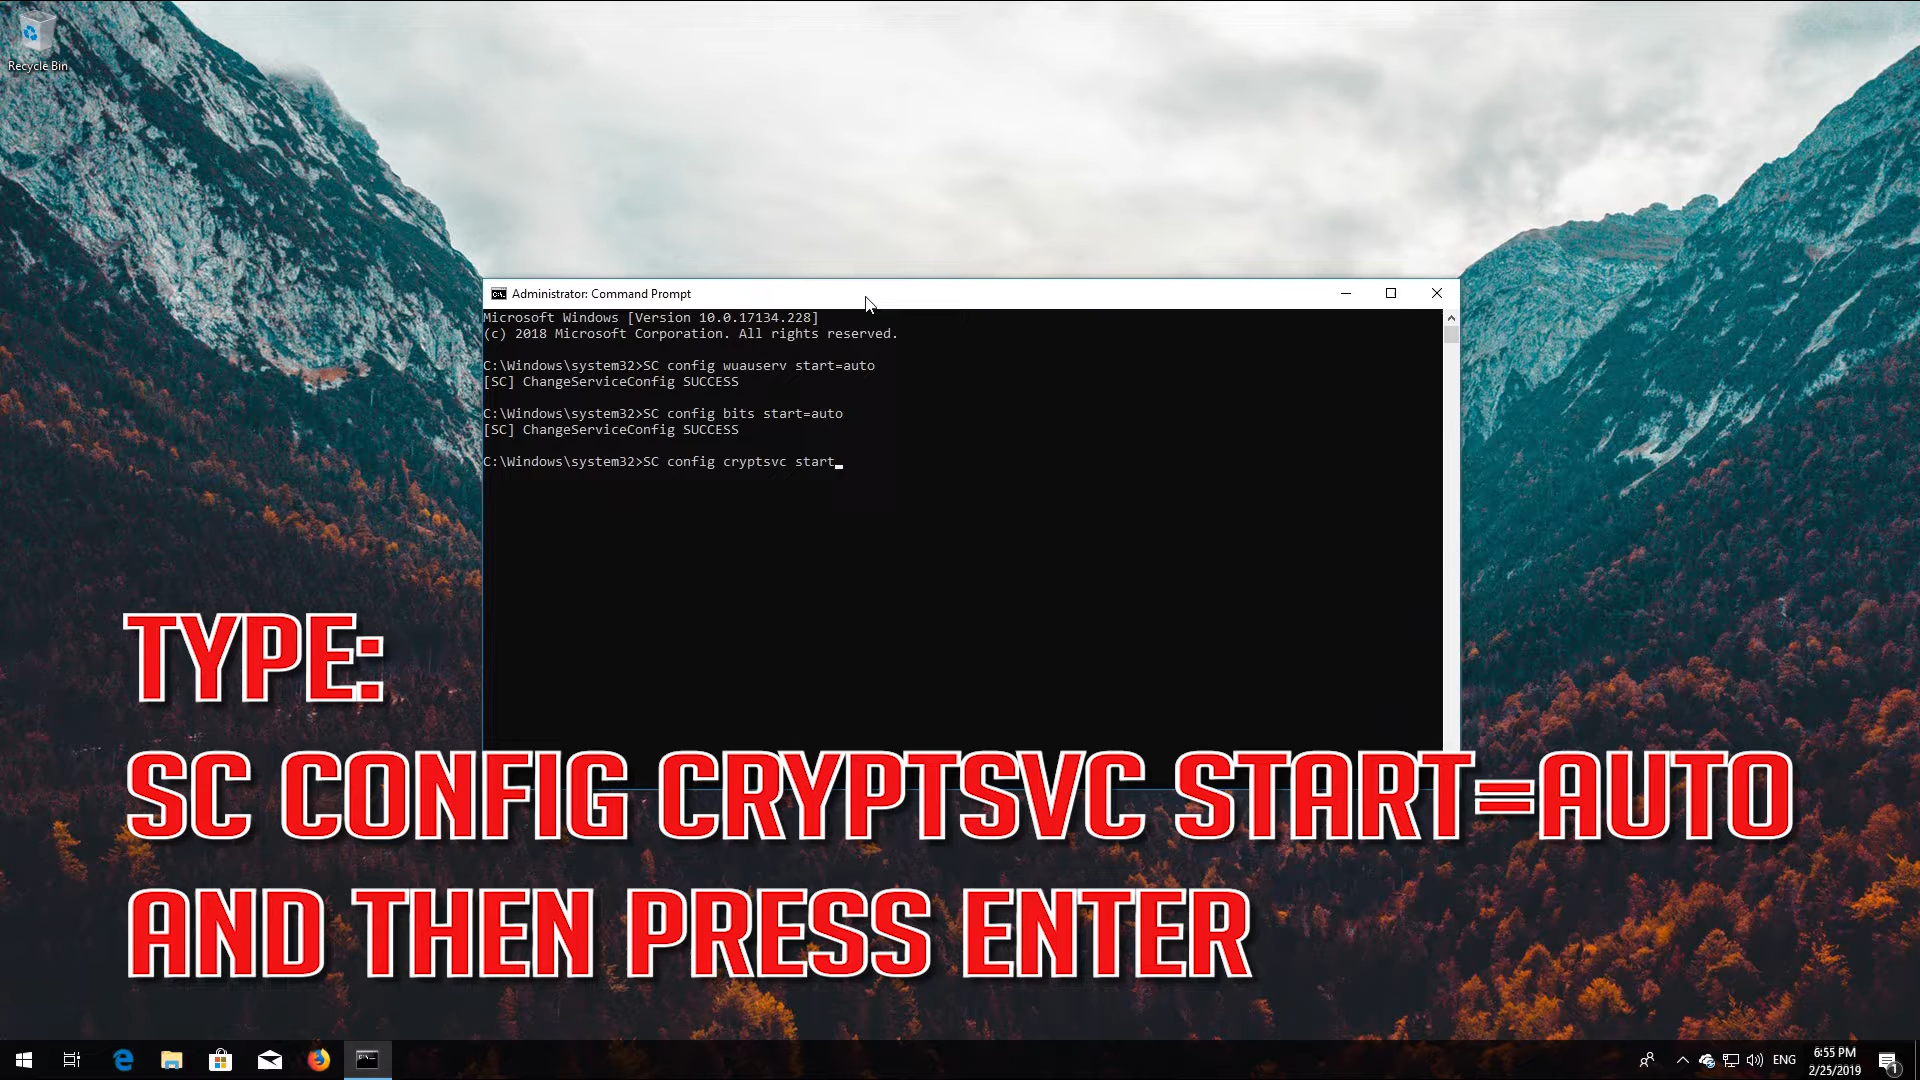 Recycle Bin
Administrator: Command Prompt
Microsoft Windows [Version 10.0.17134.228]
(c) 2018 Microsoft Corporation. All rights reserved.
C:\Windows\system32>SC config wuauserv start=auto
[SC] ChangeServiceConfig SUCCESS
C:\Windows\system32>SC config bits start=auto
[SC] ChangeServiceConfig SUCCESS
C:\Windows\system32>SC config cryptsvc start_
TYPE:
SC CONFIG CRYPTSVC START=AUTO
AND THEN PRESS ENTER
ENG
6:55 PM
2/25/2019
1